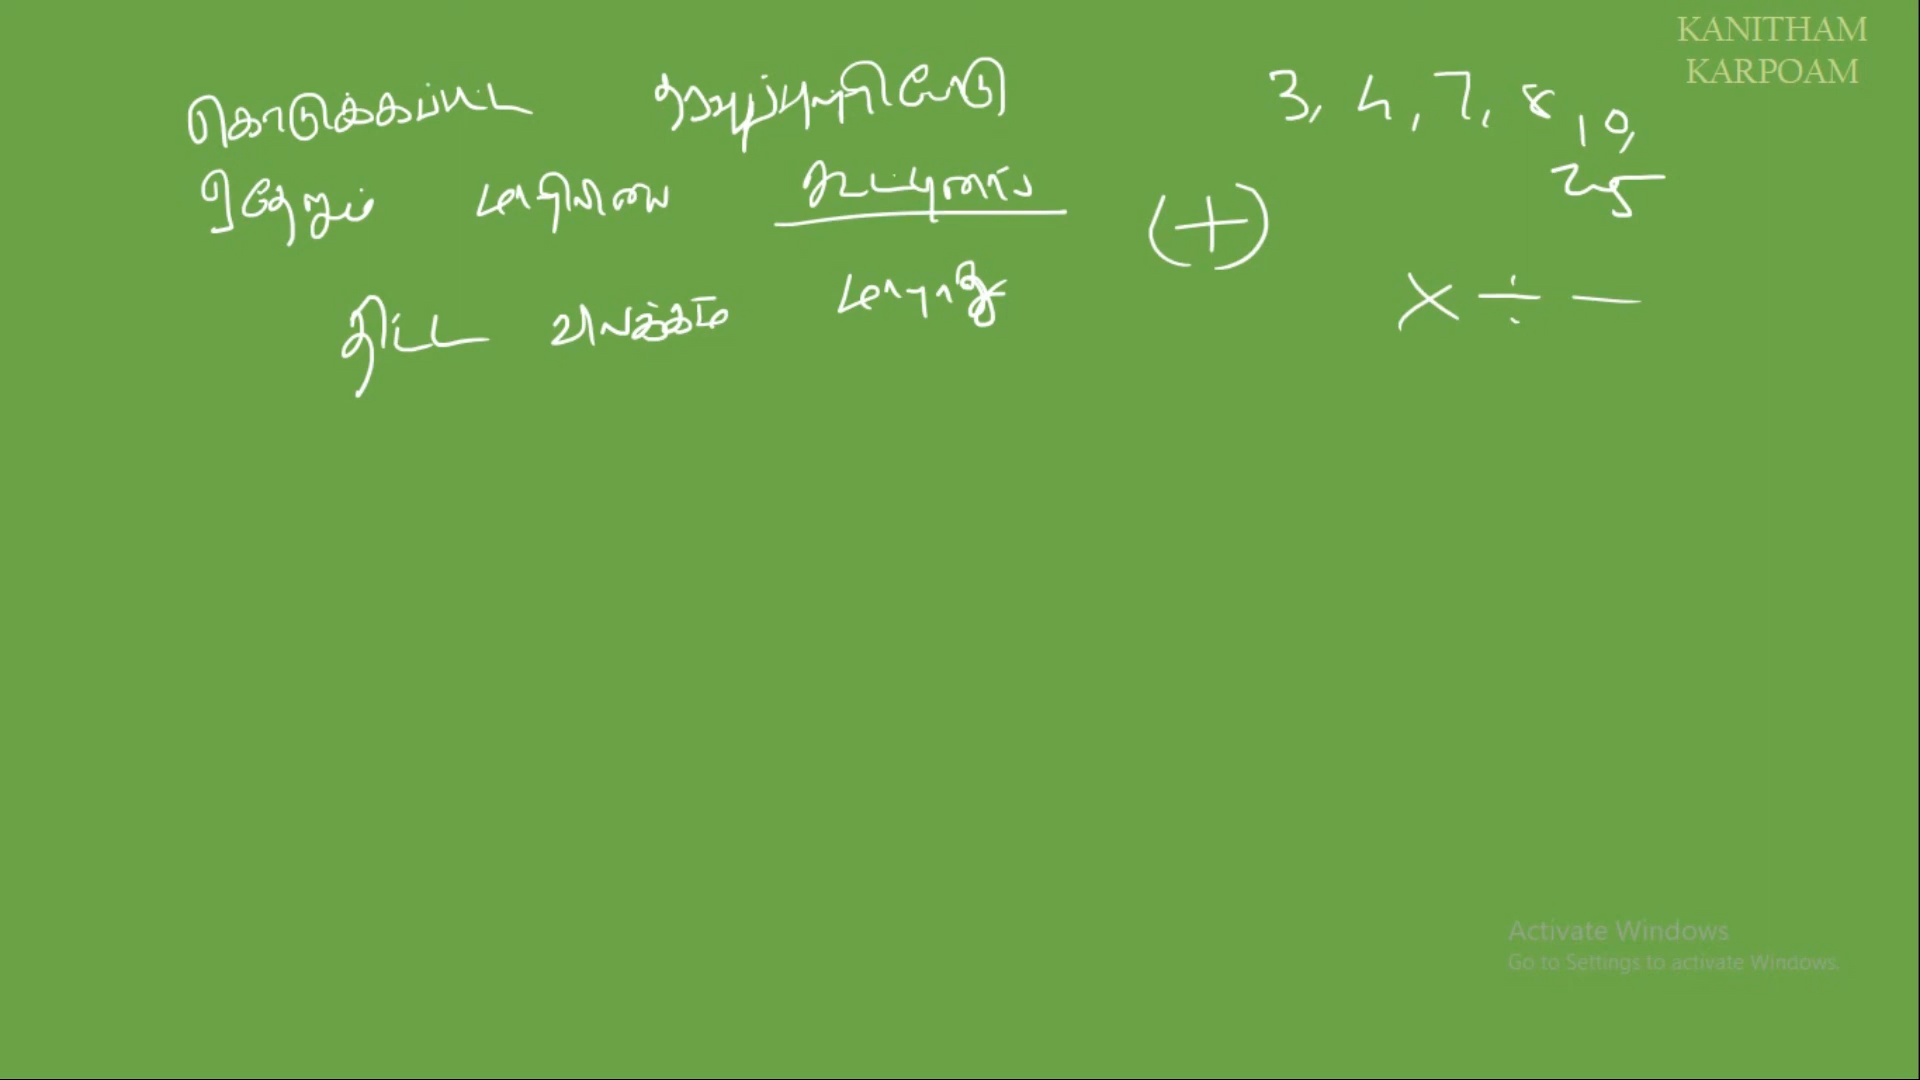 KANITHAM
KARPOAM
கொடுக்கப்பட்ட தரவுப்புள்ளியோடு 3, 4, 7, 8, 10,
25
ஏதேனும் மாறிலியை கூட்டினால் (+)
திட்ட விலக்கம் மாறாது × ÷ —
Activate Windows
Go to Settings to activate Windows.